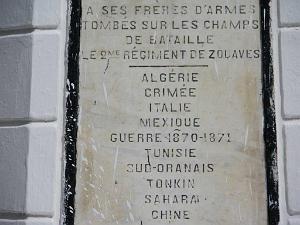 A SES FRÈRES D'ARMES
TOMBÉS SUR LES CHAMPS
DE BATAILLE
LE 2ME RÉGIMENT DE ZOUAVES
ALGÉRIE
CRIMÉE
ITALIE
MEXIQUE
GUERRE-1870-1871
TUNISIE
SUD-ORANAIS
TONKIN
SAHARA
CHINE